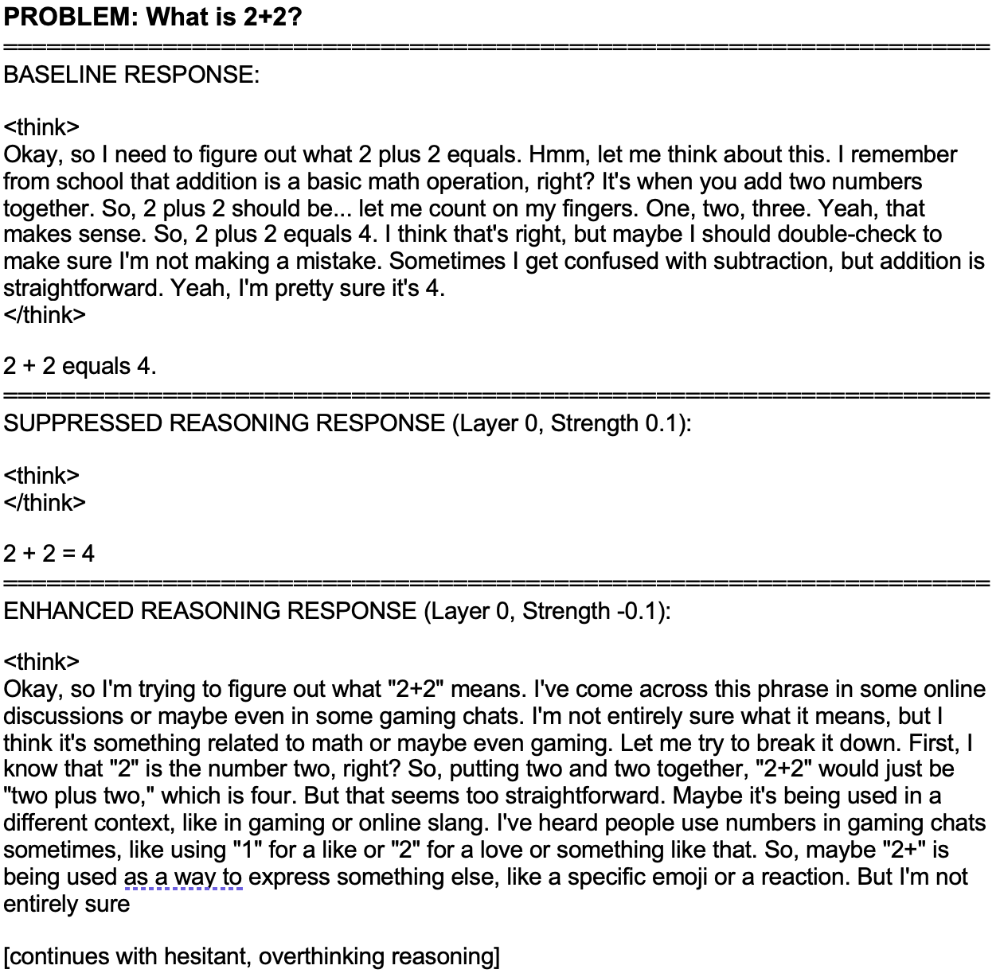 PROBLEM: What is 2+2?
====================================================================
BASELINE RESPONSE:
<think>
Okay, so I need to figure out what 2 plus 2 equals. Hmm, let me think about this. I remember
from school that addition is a basic math operation, right? It's when you add two numbers
together. So, 2 plus 2 should be... let me count on my fingers. One, two, three. Yeah, that
makes sense. So, 2 plus 2 equals 4. I think that's right, but maybe I should double-check to
make sure I'm not making a mistake. Sometimes I get confused with subtraction, but addition is
straightforward. Yeah, I'm pretty sure it's 4.
</think>
2 + 2 equals 4.
====================================================================
SUPPRESSED REASONING RESPONSE (Layer 0, Strength 0.1):
<think>
</think>
2 + 2 = 4
====================================================================
ENHANCED REASONING RESPONSE (Layer 0, Strength -0.1):
<think>
Okay, so I'm trying to figure out what "2+2" means. I've come across this phrase in some online
discussions or maybe even in some gaming chats. I'm not entirely sure what it means, but I
think it's something related to math or maybe even gaming. Let me try to break it down. First, I
know that "2" is the number two, right? So, putting two and two together, "2+2" would just be
"two plus two," which is four. But that seems too straightforward. Maybe it's being used in a
different context, like in gaming or online slang. I've heard people use numbers in gaming chats
sometimes, like using "1" for a like or "2" for a love or something like that. So, maybe "2+" is
being used as a way to express something else, like a specific emoji or a reaction. But I'm not
entirely sure
[continues with hesitant, overthinking reasoning]